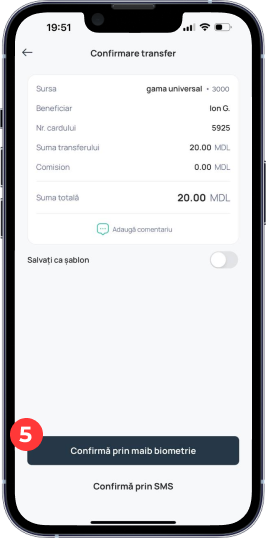 19:51
Confirmare transfer
Sursa gama universal • 3000
Beneficiar Ion G.
Nr. cardului 5925
Suma transferului 20.00 MDL
Comision 0.00 MDL
Suma totală 20.00 MDL
Adaugă comentariu
Salvați ca șablon
5
Confirmă prin maib biometrie
Confirmă prin SMS